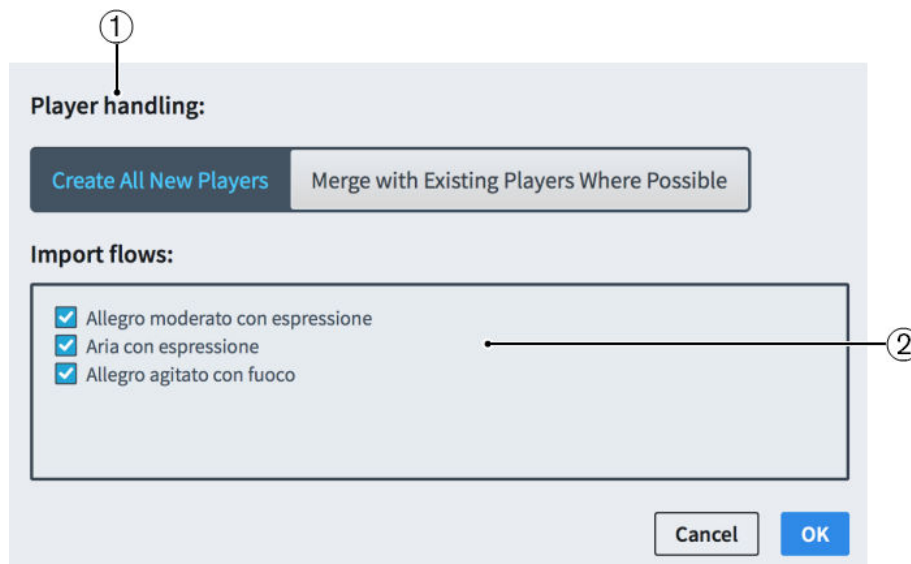 1
Player handling:
Create All New Players Merge with Existing Players Where Possible
Import flows:
Allegro moderato con espressione
Aria con espressione
2
Allegro agitato con fuoco
Cancel OK